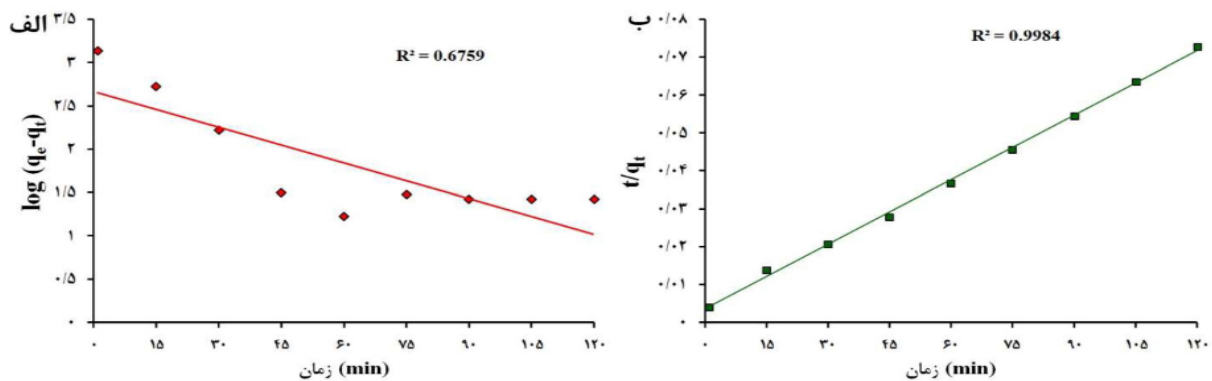 الف
۳/۵
۳
۲/۵
۲
۱/۵
۱
۰/۵
۰
log (qₑ-qₜ)
R² = 0.6759
۰ ۱۵ ۳۰ ۴۵ ۶۰ ۷۵ ۹۰ ۱۰۵ ۱۲۰
زمان (min)
ب
۰/۰۸
۰/۰۷
۰/۰۶
۰/۰۵
۰/۰۴
۰/۰۳
۰/۰۲
۰/۰۱
۰
t/qₜ
R² = 0.9984
۰ ۱۵ ۳۰ ۴۵ ۶۰ ۷۵ ۹۰ ۱۰۵ ۱۲۰
زمان (min)